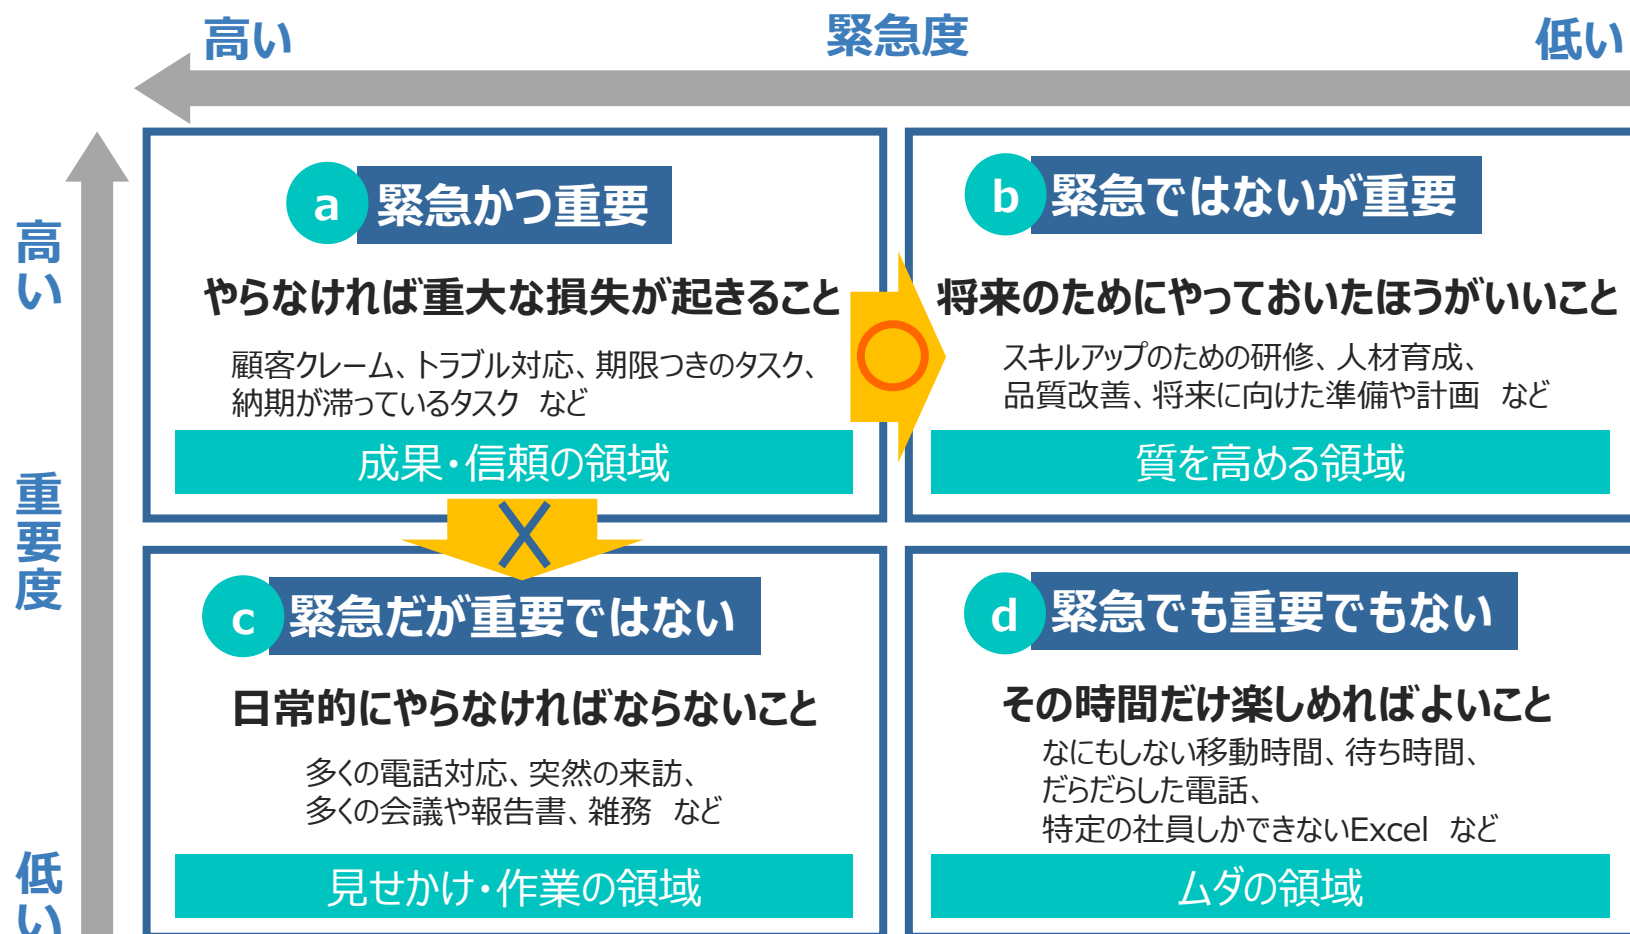 高い
緊急度
低い
高い
重要度
低い
a 緊急かつ重要
やらなければ重大な損失が起きること
顧客クレーム、トラブル対応、期限つきのタスク、
納期が滞っているタスク など
成果・信頼の領域
b 緊急ではないが重要
将来のためにやっておいたほうがいいこと
スキルアップのための研修、人材育成、
品質改善、将来に向けた準備や計画 など
質を高める領域
c 緊急だが重要ではない
日常的にやらなければならないこと
多くの電話対応、突然の来訪、
多くの会議や報告書、雑務 など
見せかけ・作業の領域
d 緊急でも重要でもない
その時間だけ楽しめればよいこと
なにもしない移動時間、待ち時間、
だらだらした電話、
特定の社員しかできないExcel など
ムダの領域